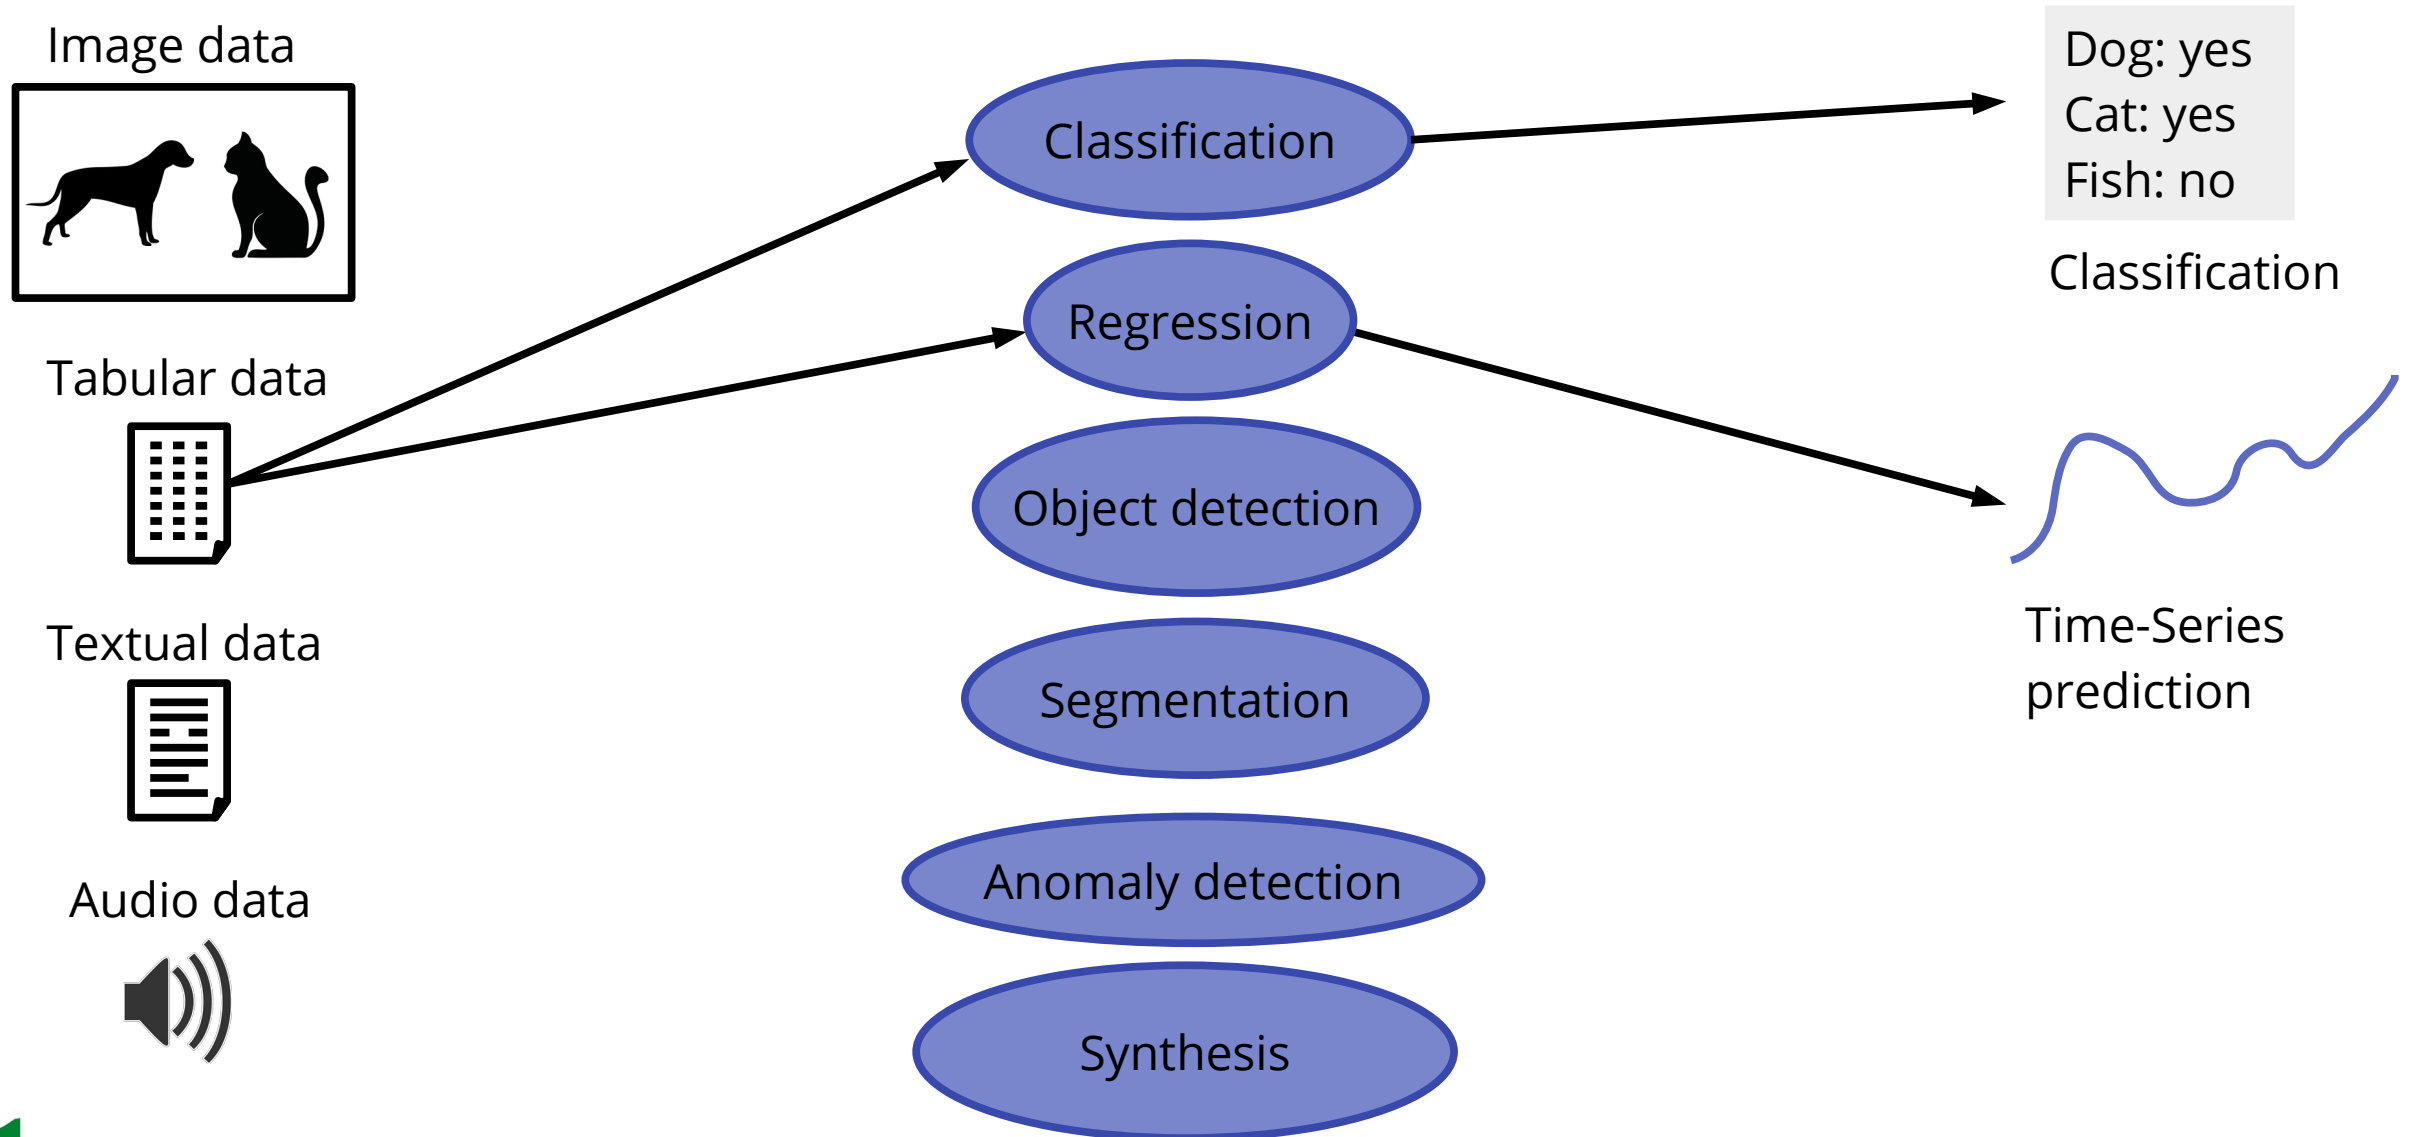 Image data
Tabular data
Textual data
Audio data
Classification
Regression
Object detection
Segmentation
Anomaly detection
Synthesis
Dog: yes
Cat: yes
Fish: no
Classification
Time-Series
prediction